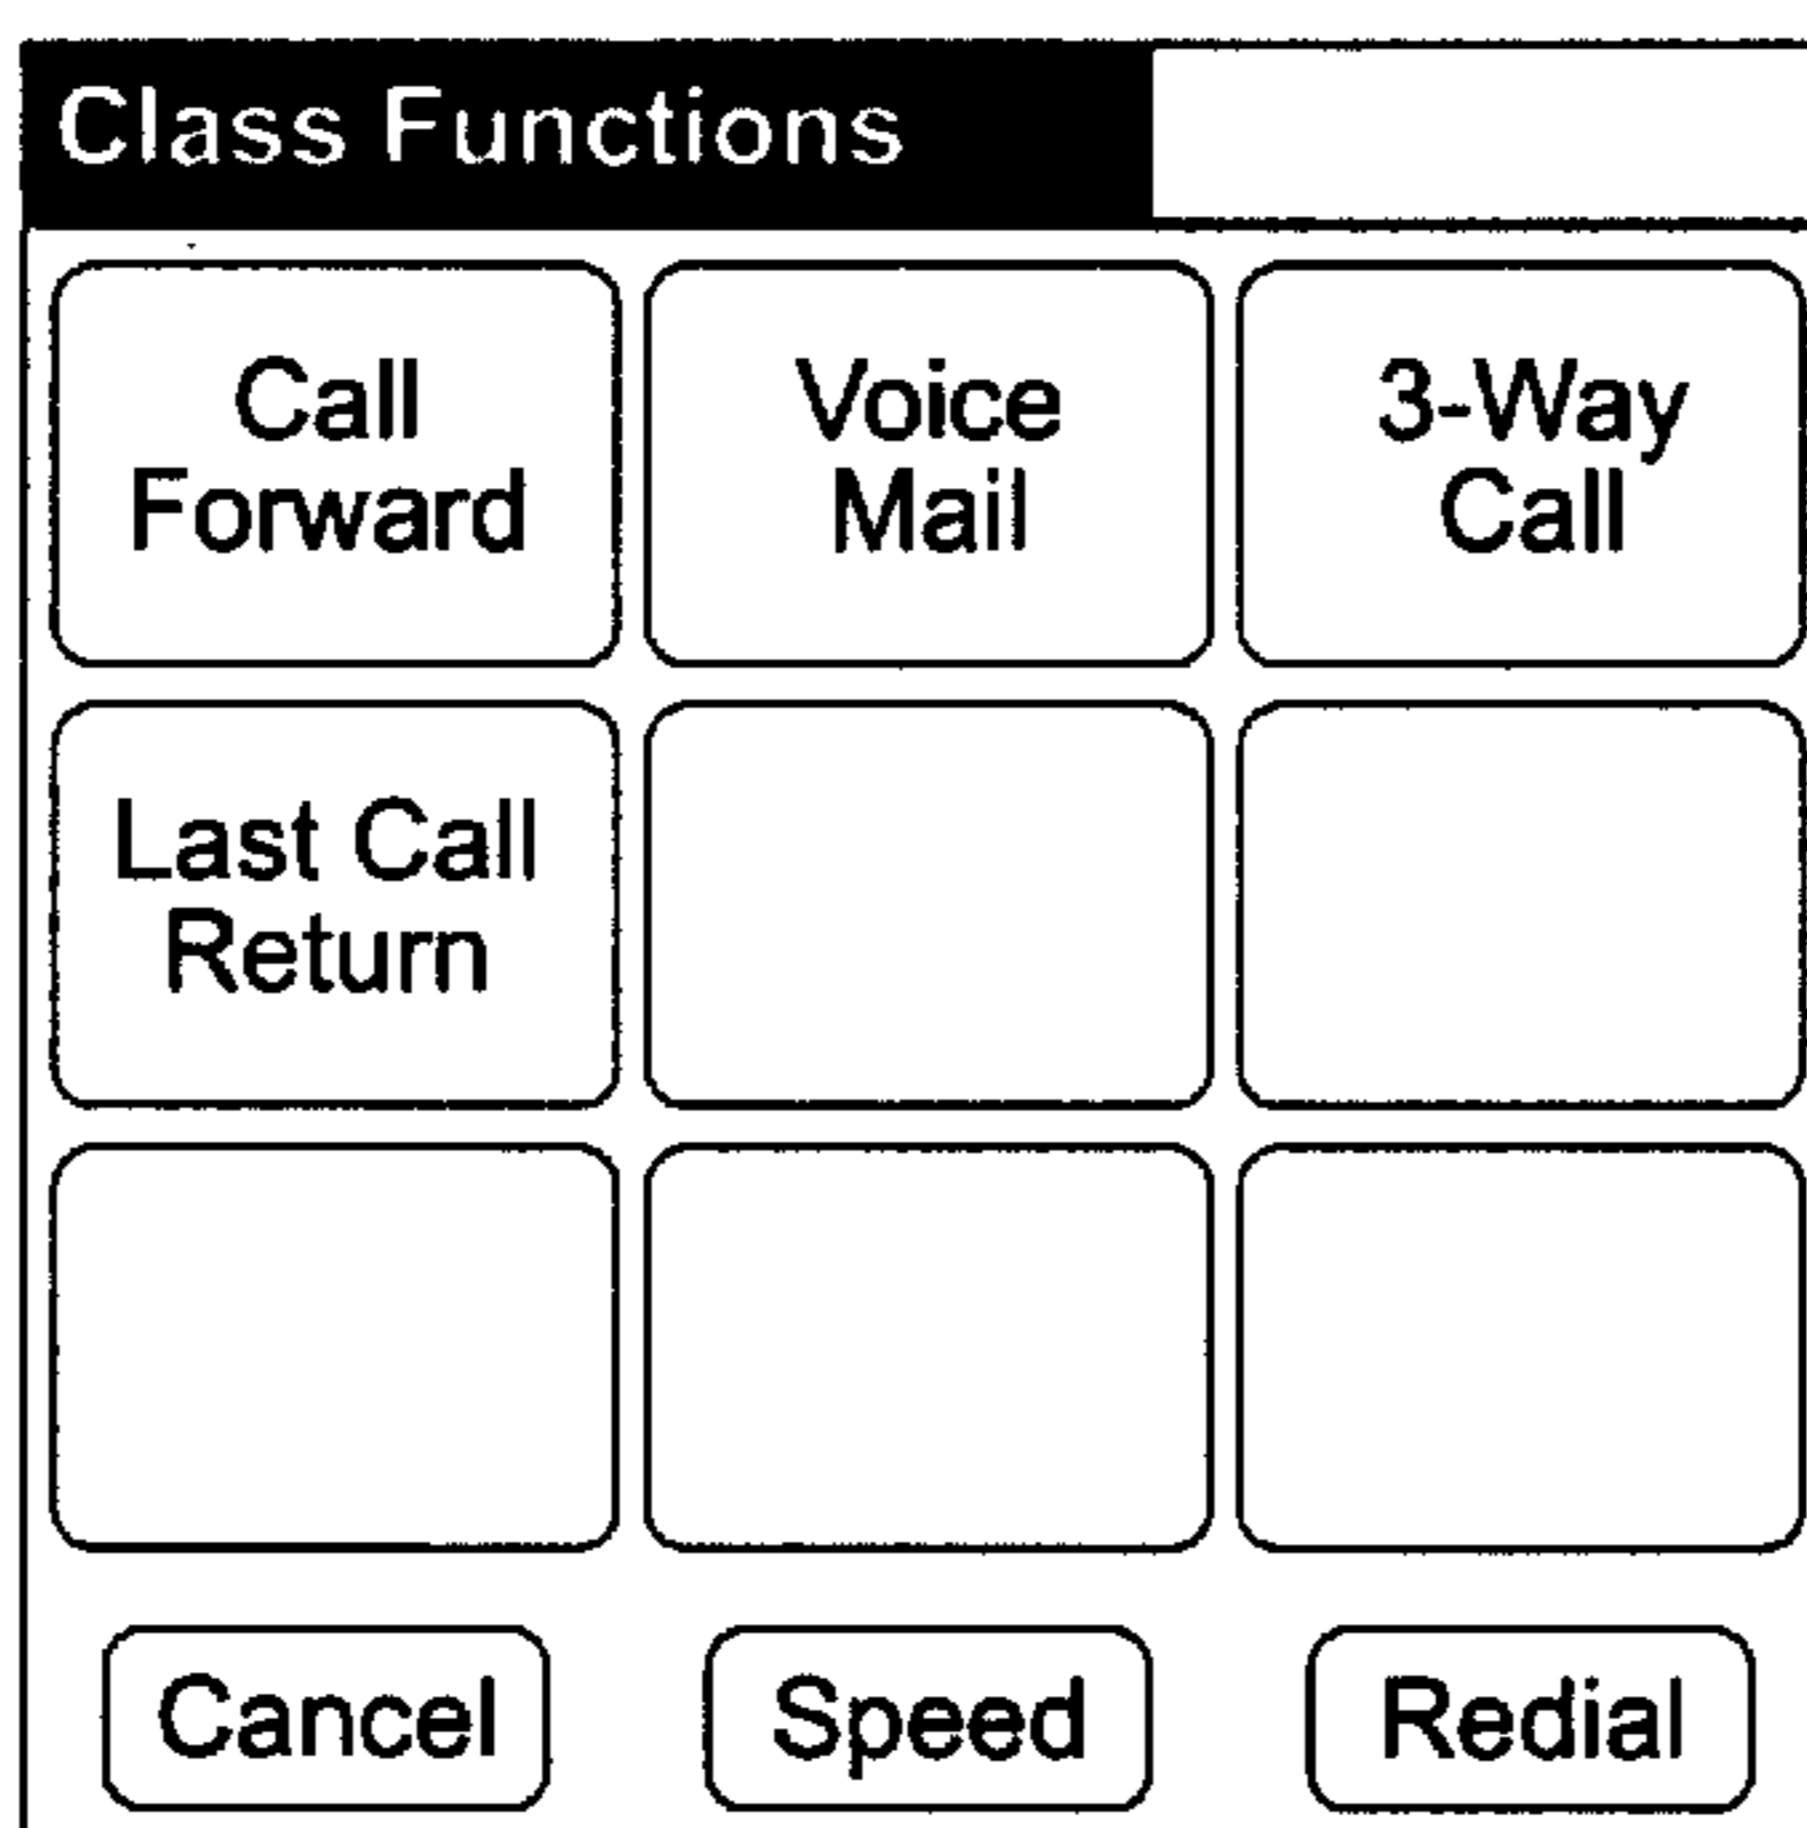 Class Functions
Call
Forward
Voice
Mail
3-Way
Call
Last Call
Return
Cancel
Speed
Redial